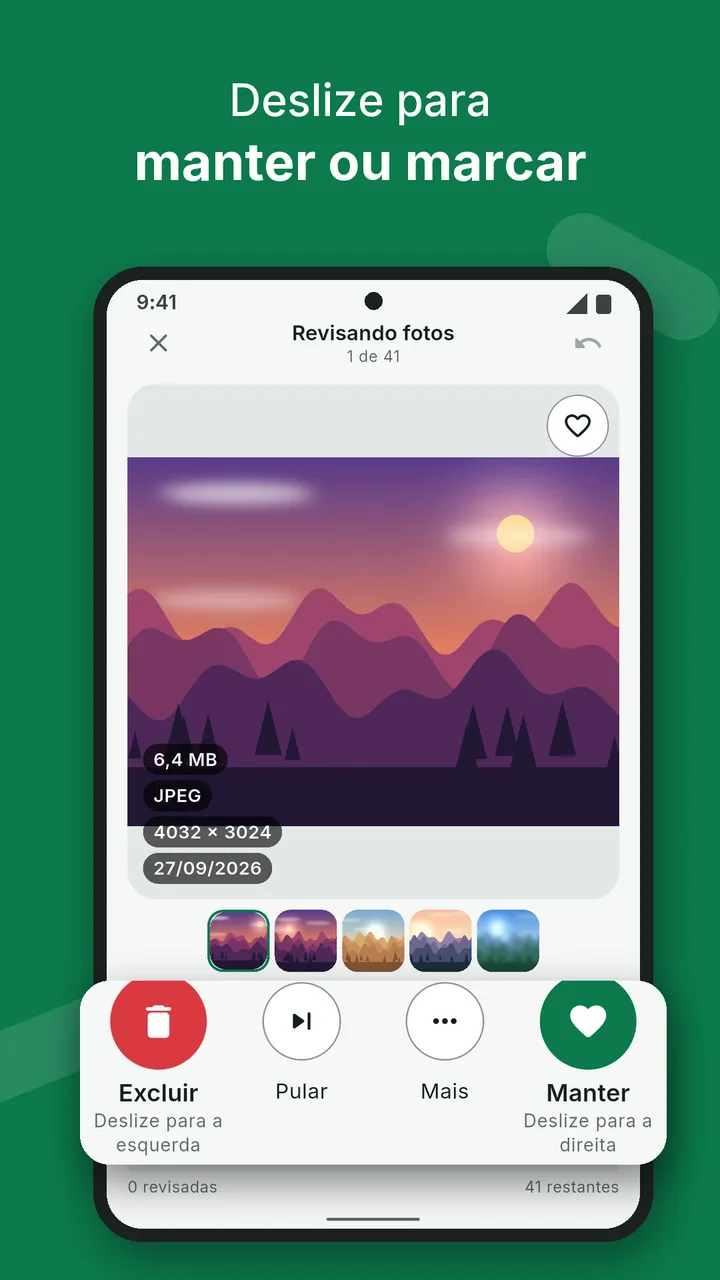 Deslize para
manter ou marcar
9:41
Revisando fotos
1 de 41
6,4 MB
JPEG
4032 × 3024
27/09/2026
Excluir
Deslize para a
esquerda
Pular
Mais
Manter
Deslize para a
direita
0 revisadas
41 restantes